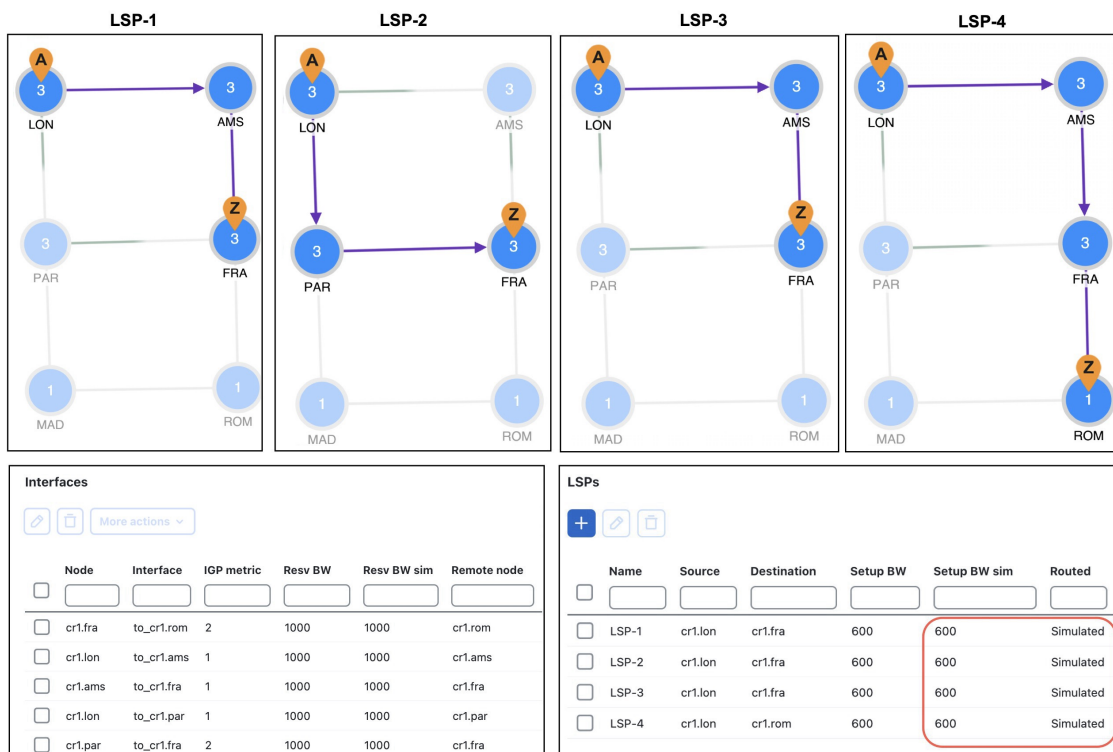 LSP-1 LSP-2 LSP-3 LSP-4
A A A A
3 3 3 3 3 3 3 3
LON AMS LON AMS LON AMS LON AMS
Z Z
3 3 3 3 3 3 3 3
PAR FRA PAR FRA PAR FRA PAR FRA
Z Z
1 1 1 1 1 1 1 1
MAD ROM MAD ROM MAD ROM MAD ROM
Interfaces
More actions
Node Interface IGP metric Resv BW Resv BW sim Remote node
cr1.fra to_cr1.rom 2 1000 1000 cr1.rom
cr1.lon to_cr1.ams 1 1000 1000 cr1.ams
cr1.ams to_cr1.fra 1 1000 1000 cr1.fra
cr1.lon to_cr1.par 1 1000 1000 cr1.par
cr1.par to_cr1.fra 2 1000 1000 cr1.fra
LSPs
+
Name Source Destination Setup BW Setup BW sim Routed
LSP-1 cr1.lon cr1.fra 600 600 Simulated
LSP-2 cr1.lon cr1.fra 600 600 Simulated
LSP-3 cr1.lon cr1.fra 600 600 Simulated
LSP-4 cr1.lon cr1.rom 600 600 Simulated